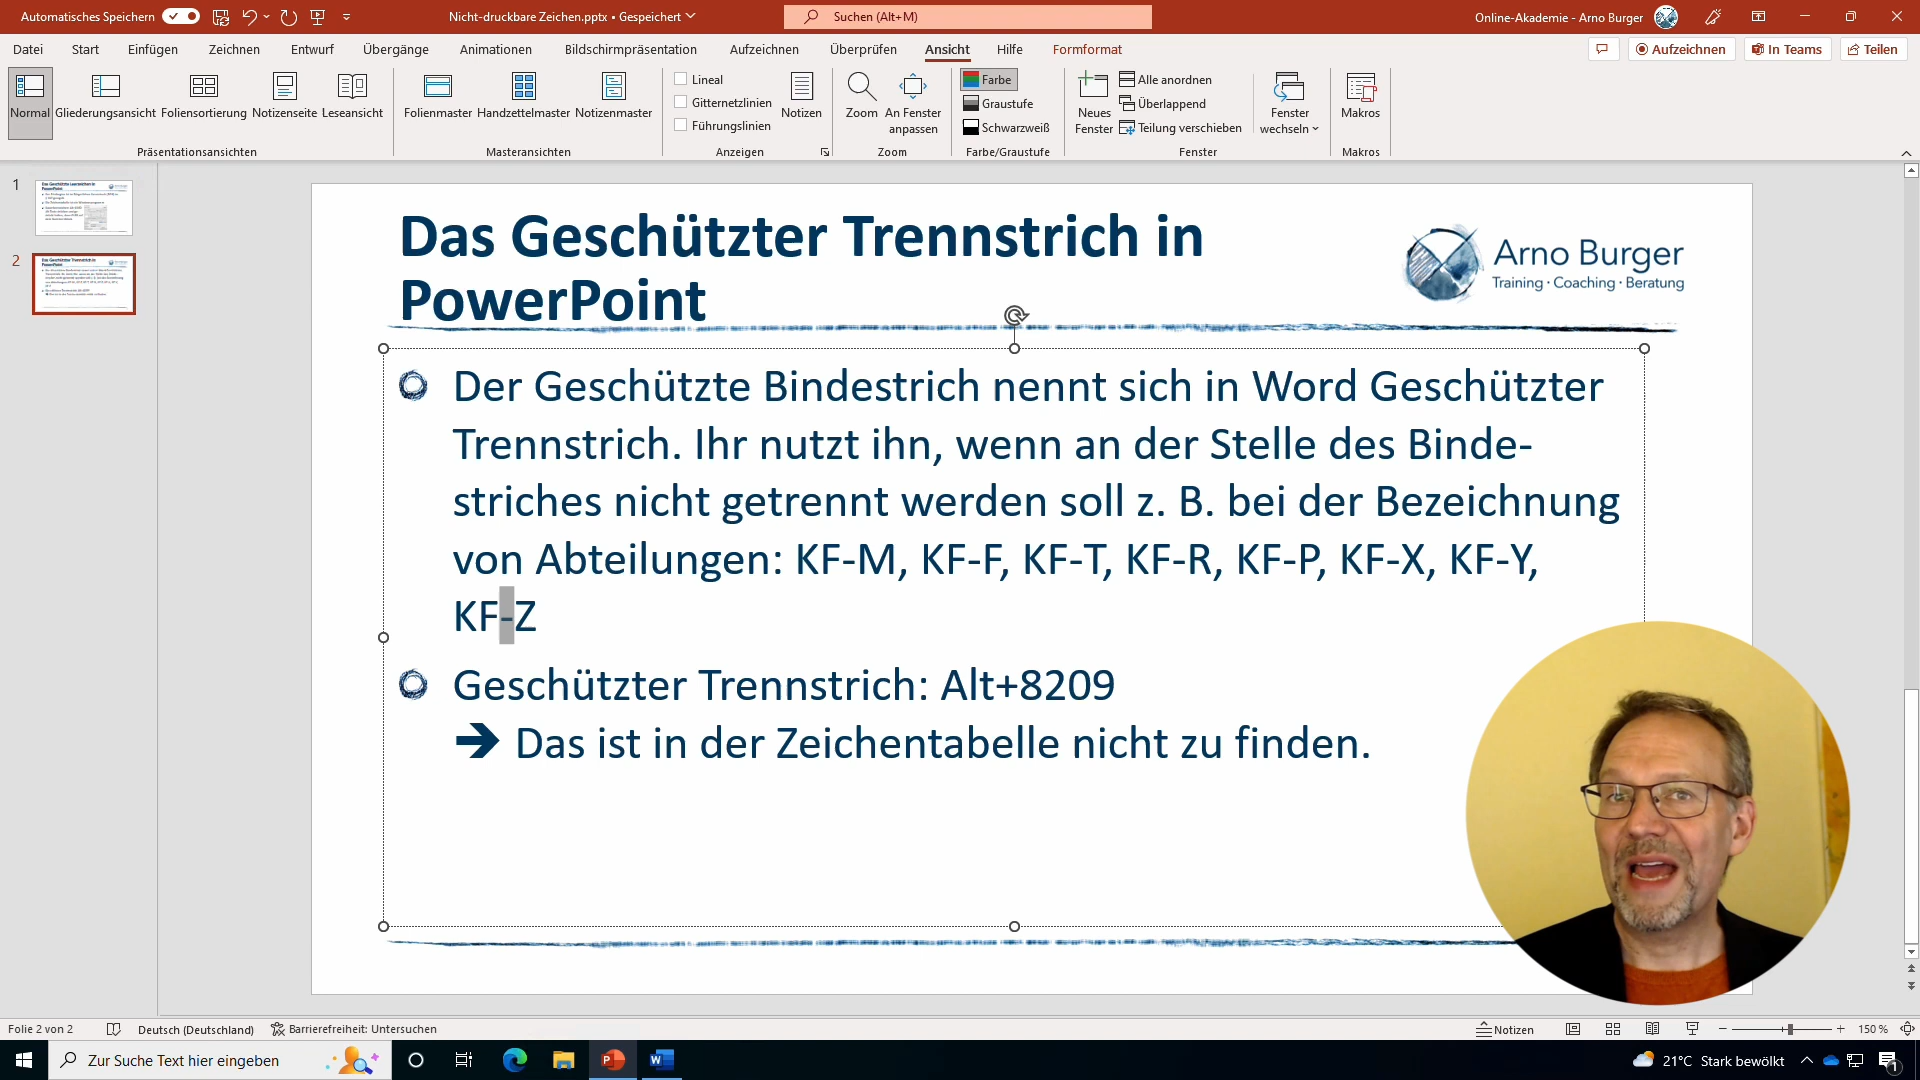 Automatisches Speichern
Nicht-druckbare Zeichen.pptx • Gespeichert
Suchen (Alt+M)
Online-Akademie - Arno Burger
Datei Start Einfügen Zeichnen Entwurf Übergänge Animationen Bildschirmpräsentation Aufzeichnen Überprüfen Ansicht Hilfe Formformat
Aufzeichnen In Teams Teilen
Normal Gliederungsansicht Foliensortierung Notizenseite Leseansicht
Präsentationsansichten
Folienmaster Handzettelmaster Notizenmaster
Masteransichten
Lineal
Gitternetzlinien
Führungslinien
Notizen
Anzeigen
Zoom
An Fenster
anpassen
Zoom
Farbe
Graustufe
Schwarzweiß
Farbe/Graustufe
Neues
Fenster
Alle anordnen
Überlappend
Teilung verschieben
Fenster
wechseln
Fenster
Makros
Makros
1
2
Das Geschützter Trennstrich in
PowerPoint
Arno Burger
Training · Coaching · Beratung
Der Geschützte Bindestrich nennt sich in Word Geschützter
Trennstrich. Ihr nutzt ihn, wenn an der Stelle des Binde-
striches nicht getrennt werden soll z. B. bei der Bezeichnung
von Abteilungen: KF-M, KF-F, KF-T, KF-R, KF-P, KF-X, KF-Y,
KF-Z
Geschützter Trennstrich: Alt+8209
➔ Das ist in der Zeichentabelle nicht zu finden.
Folie 2 von 2
Deutsch (Deutschland)
Barrierefreiheit: Untersuchen
Notizen
150 %
Zur Suche Text hier eingeben
21°C Stark bewölkt
1